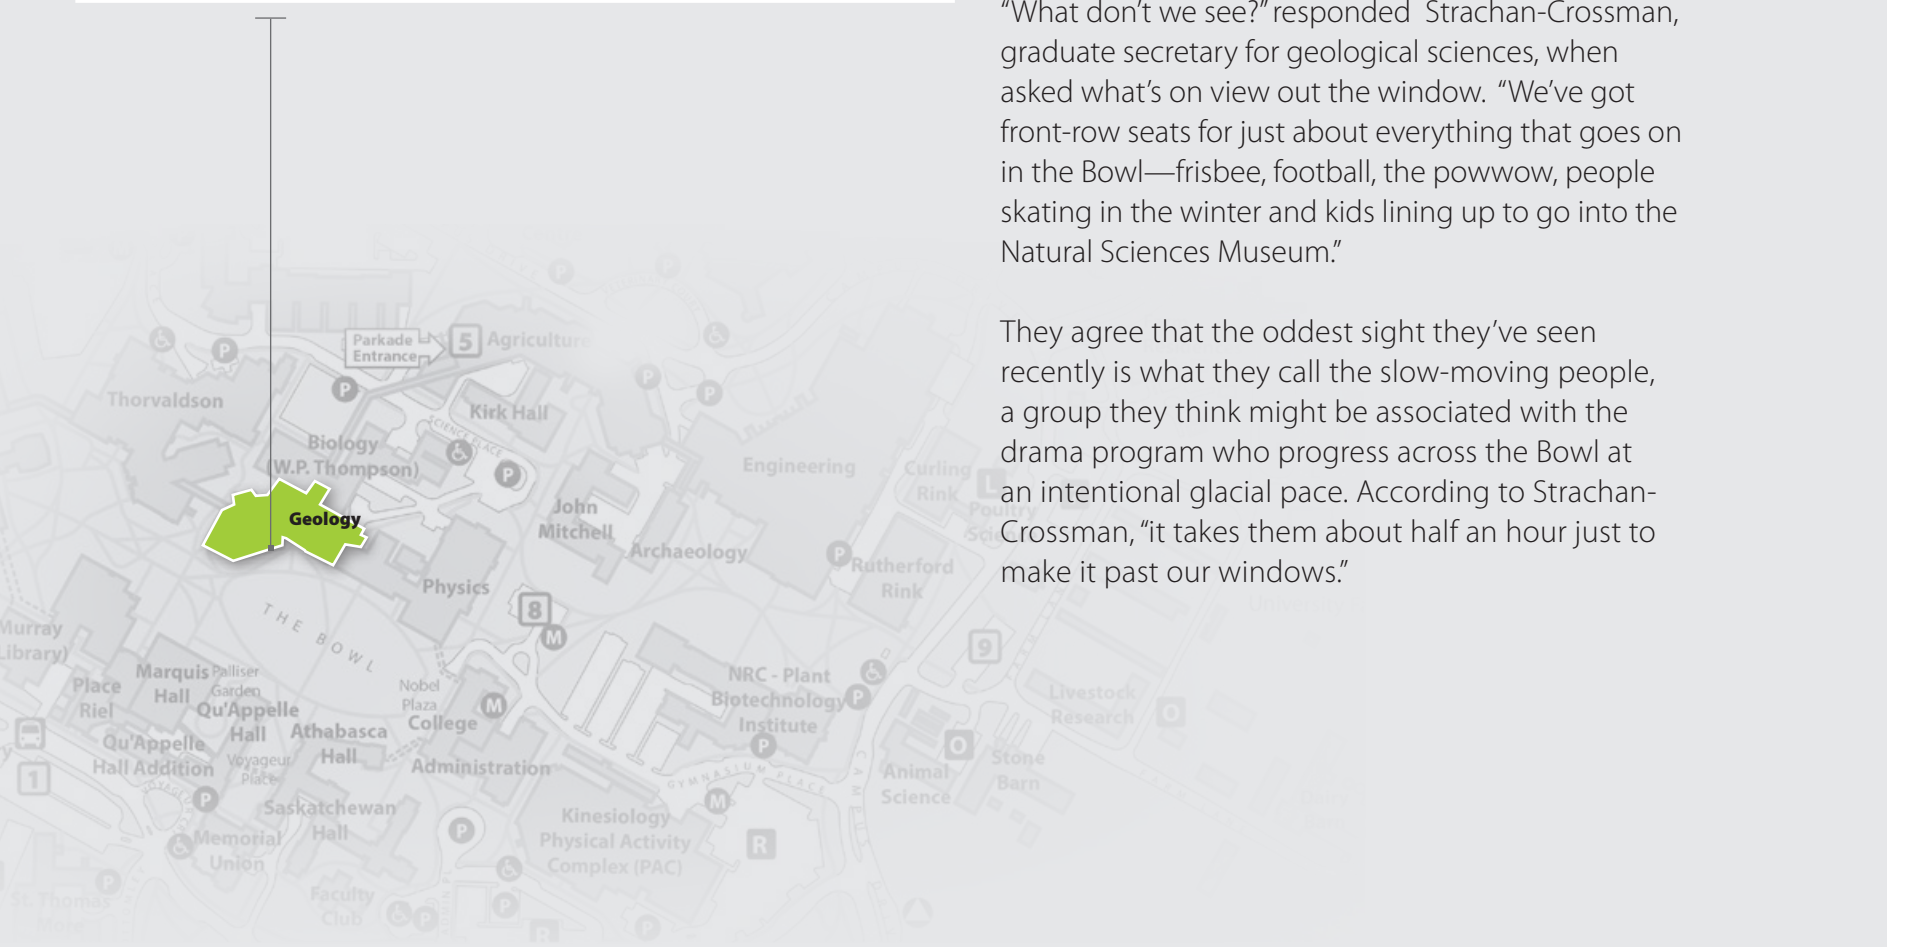 “What don’t we see?” responded Strachan-Crossman,
graduate secretary for geological sciences, when
asked what’s on view out the window. “We’ve got
front-row seats for just about everything that goes on
in the Bowl—frisbee, football, the powwow, people
skating in the winter and kids lining up to go into the
Natural Sciences Museum.”
They agree that the oddest sight they’ve seen
recently is what they call the slow-moving people,
a group they think might be associated with the
drama program who progress across the Bowl at
an intentional glacial pace. According to Strachan-
Crossman, “it takes them about half an hour just to
make it past our windows.”
P
P
P
Parkade
Entrance
5
Agriculture
P
P
P
P
Thorvaldson
Kirk Hall
SCIENCE PLACE
Biology
(W.P. Thompson)
P
Engineering
Curling
Rink
L
Poultry
Geology
John
Mitchell
Archaeology
P
Rutherford
Rink
Physics
8
M
THE BOWL
University
Murray
Library)
9
Marquis
Hall
Palliser
Garden
Place
Riel
Qu’Appelle
Hall
Nobel
Plaza
College
M
NRC - Plant
Biotechnology
Institute
P
P
Livestock
Research
O
Athabasca
Hall
Qu’Appelle
Hall Addition
Voyageur
Place
1
Administration
O
Stone
Barn
Animal
Science
GYMNASIUM PLACE
M
P
Saskatchewan
Hall
Kinesiology
Physical Activity
Complex (PAC)
R
P
Memorial
Union
P
St. Thomas
More
Faculty
Club
P
P
P
R